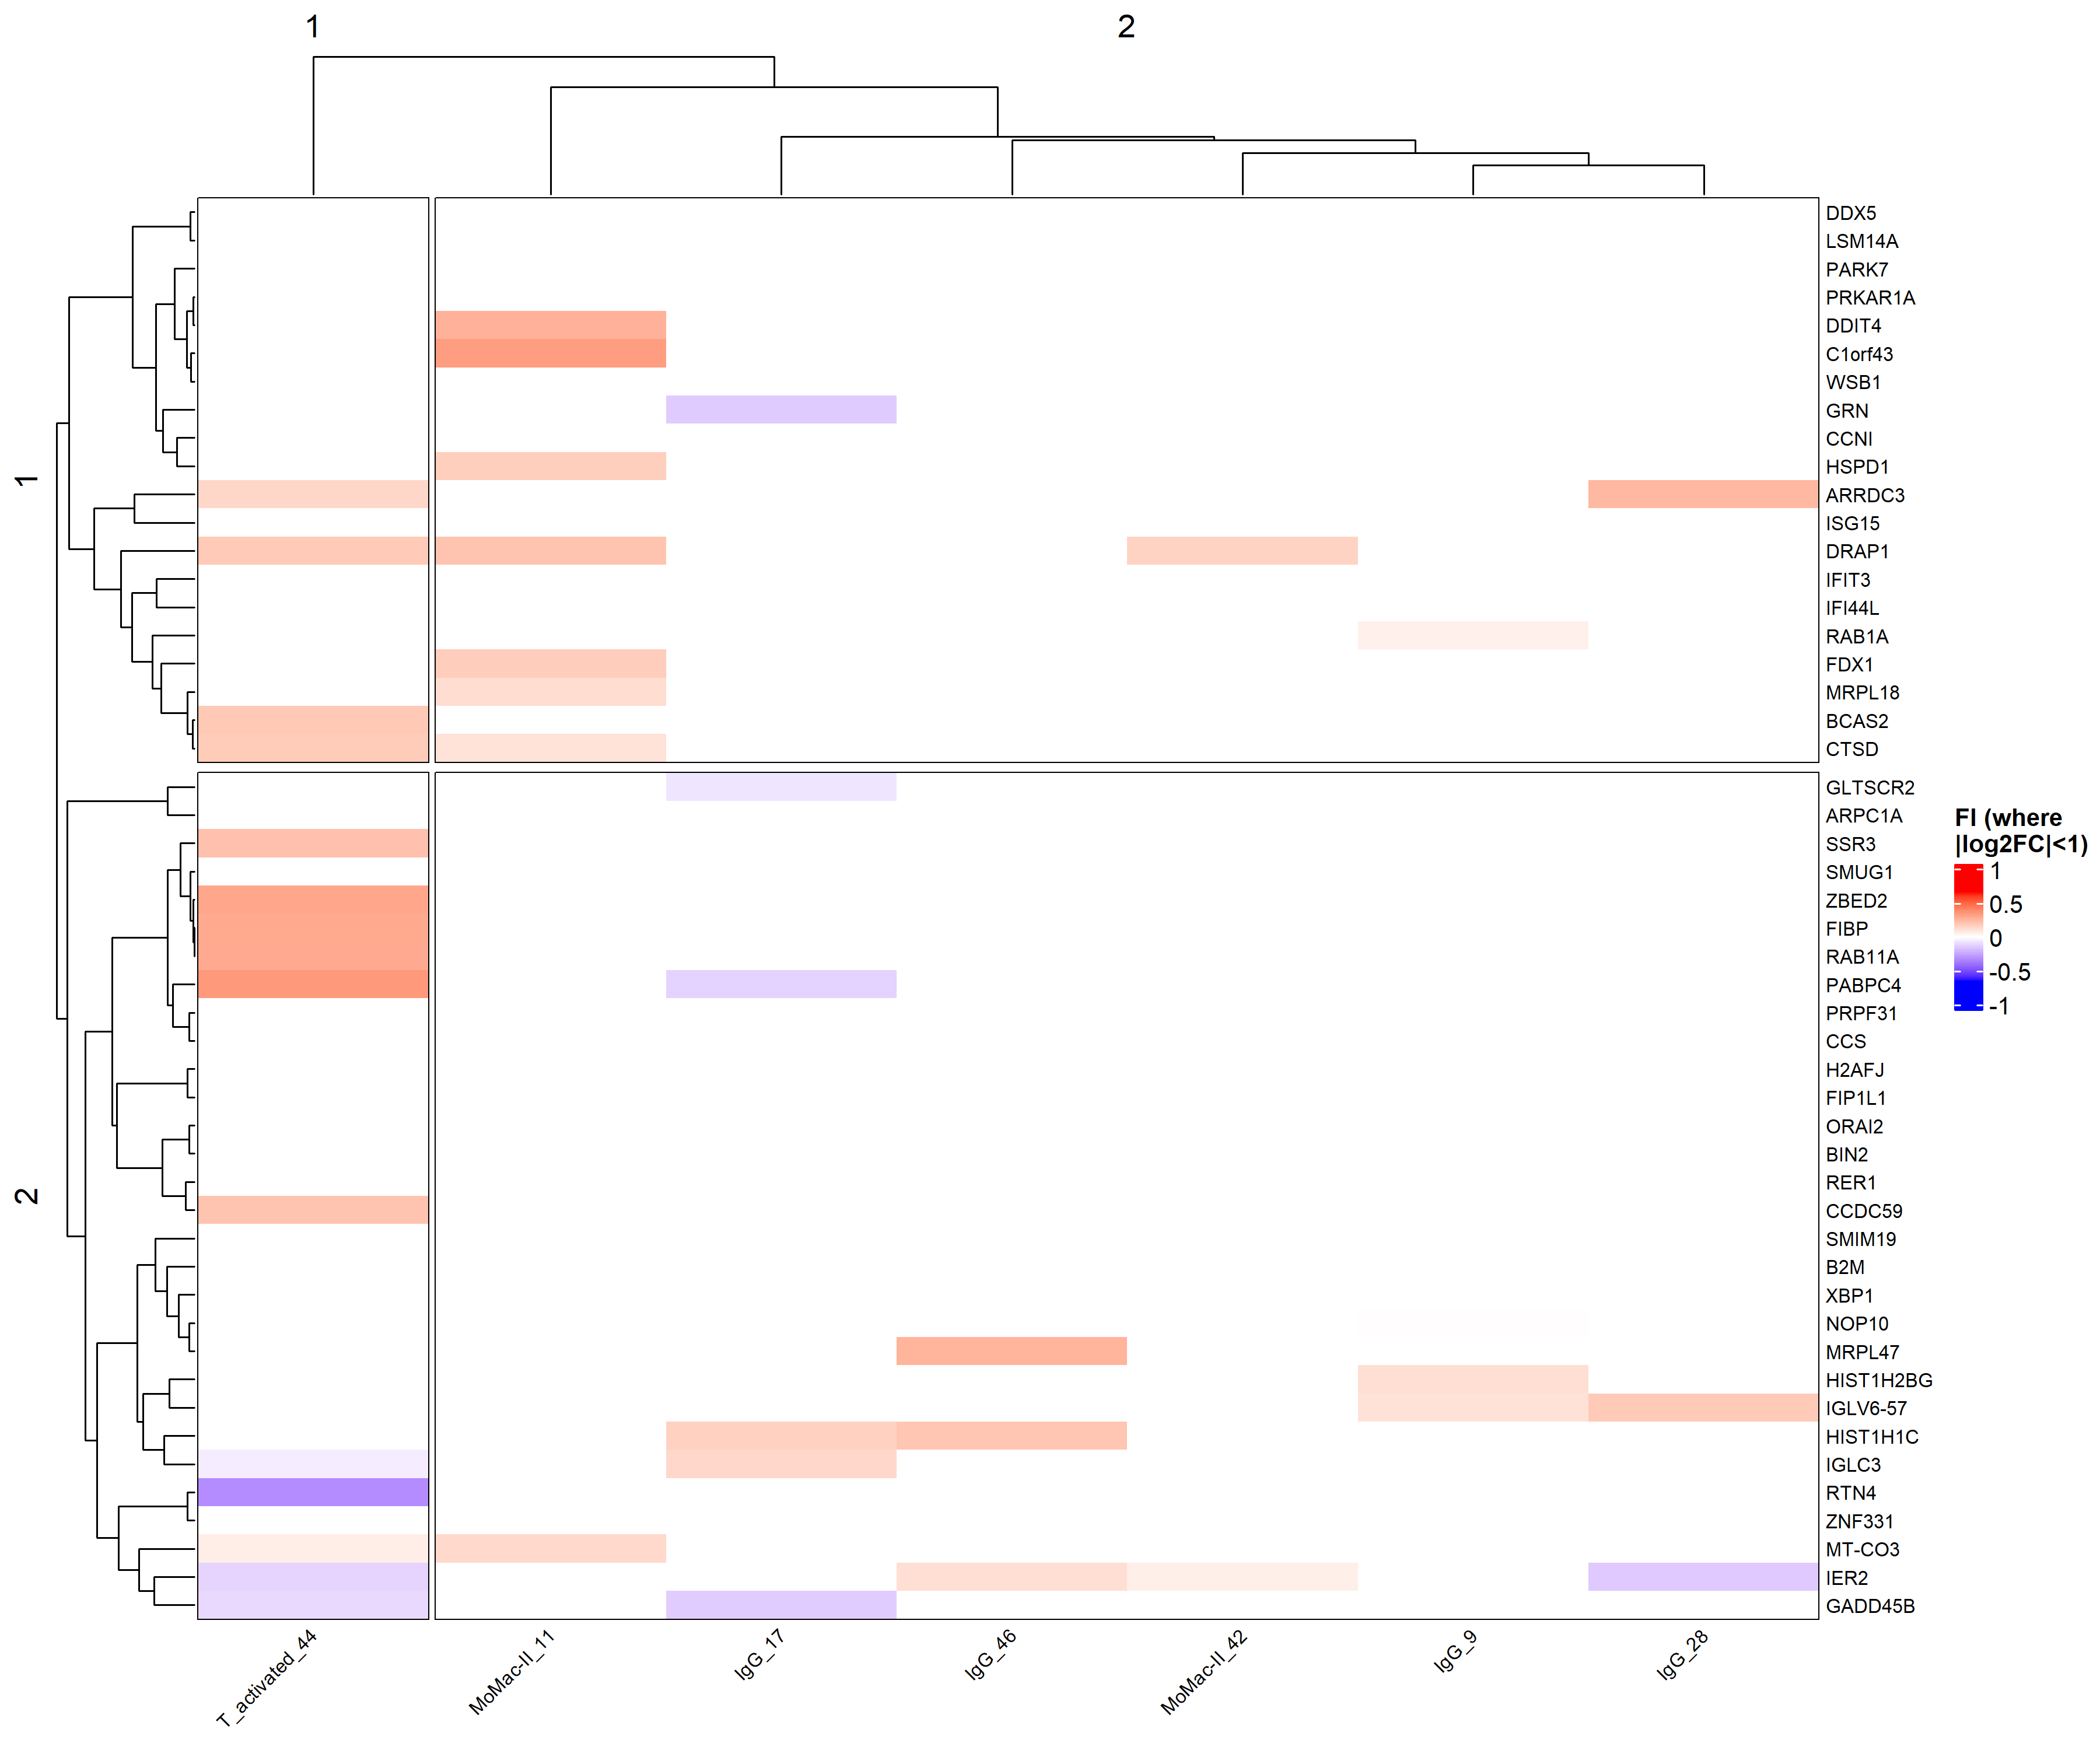 1
2
1
2
DDX5
LSM14A
PARK7
PRKAR1A
DDIT4
C1orf43
WSB1
GRN
CCNI
HSPD1
ARRDC3
ISG15
DRAP1
IFIT3
IFI44L
RAB1A
FDX1
MRPL18
BCAS2
CTSD
GLTSCR2
ARPC1A
SSR3
SMUG1
ZBED2
FIBP
RAB11A
PABPC4
PRPF31
CCS
H2AFJ
FIP1L1
ORAI2
BIN2
RER1
CCDC59
SMIM19
B2M
XBP1
NOP10
MRPL47
HIST1H2BG
IGLV6-57
HIST1H1C
IGLC3
RTN4
ZNF331
MT-CO3
IER2
GADD45B
FI (where
|log2FC|<1)
1
0.5
0
-0.5
-1
T_activated_44
MoMac-II_11
IgG_17
IgG_46
MoMac-II_42
IgG_9
IgG_28